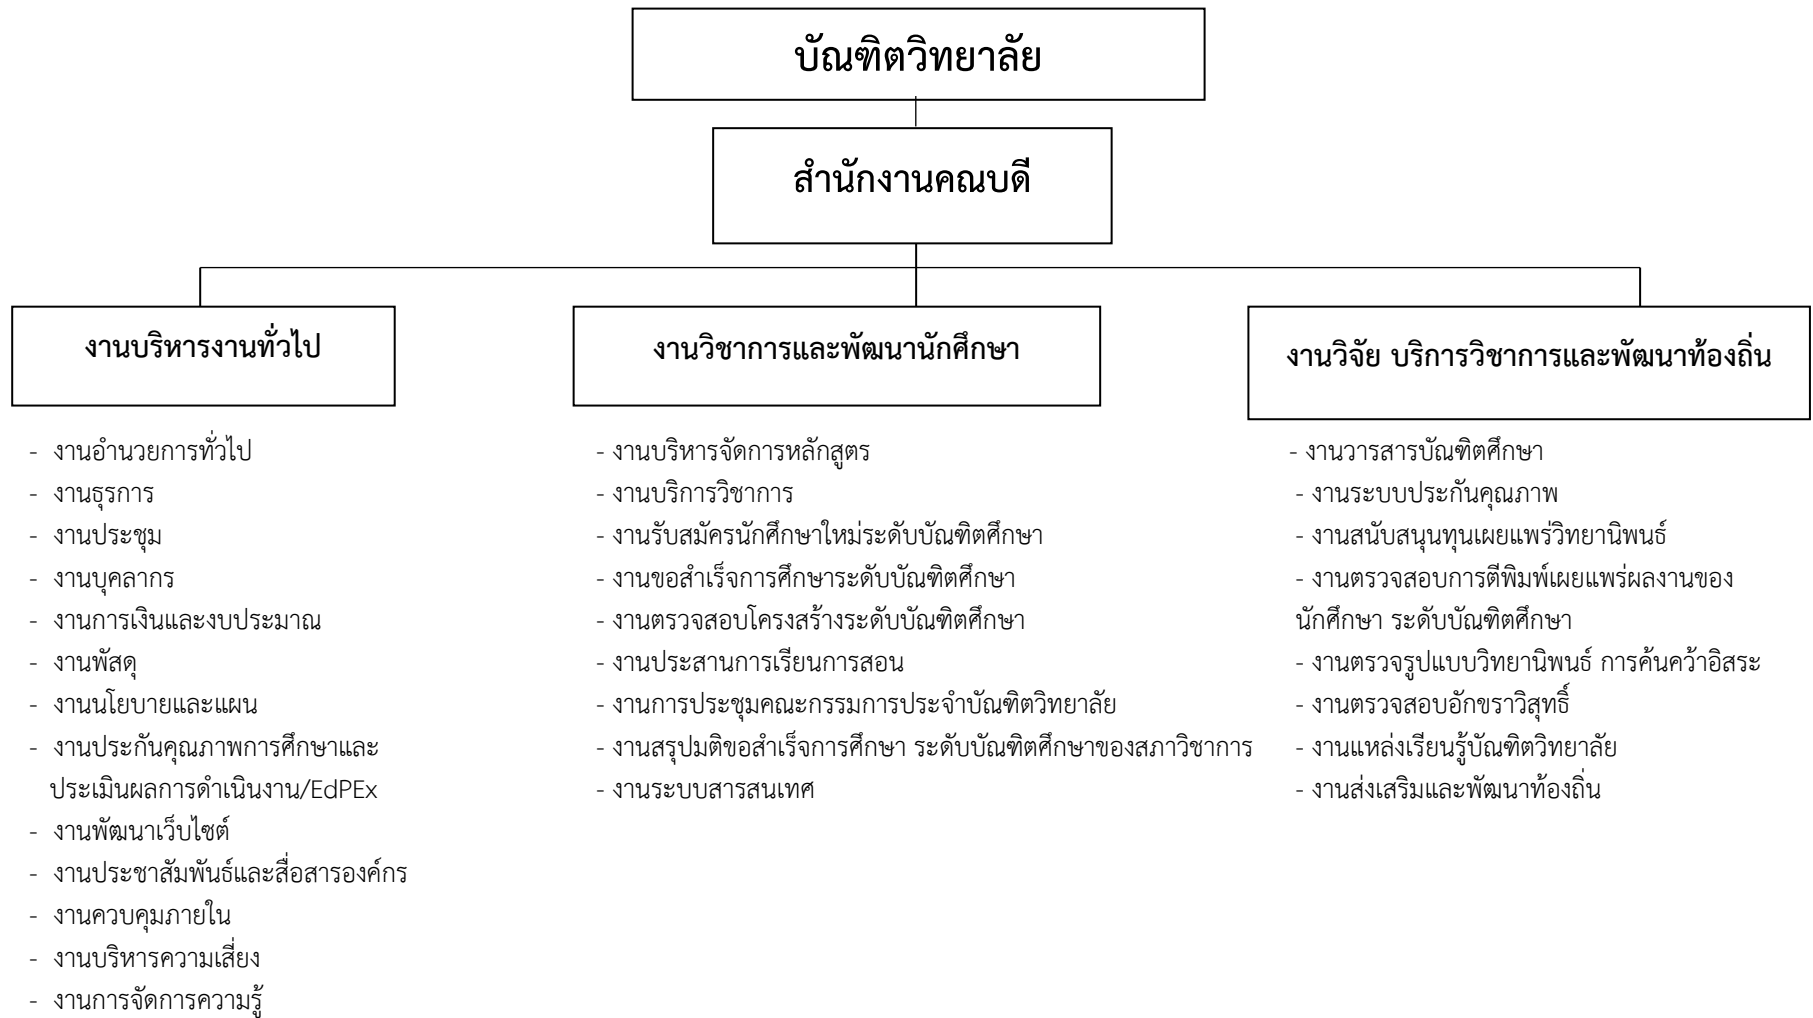 บัณฑิตวิทยาลัย
สำนักงานคณบดี
งานบริหารงานทั่วไป
- งานอำนวยการทั่วไป
- งานธุรการ
- งานประชุม
- งานบุคลากร
- งานการเงินและงบประมาณ
- งานพัสดุ
- งานนโยบายและแผน
- งานประกันคุณภาพการศึกษาและ
ประเมินผลการดำเนินงาน/EdPEx
- งานพัฒนาเว็บไซต์
- งานประชาสัมพันธ์และสื่อสารองค์กร
- งานควบคุมภายใน
- งานบริหารความเสี่ยง
- งานการจัดการความรู้
งานวิชาการและพัฒนานักศึกษา
- งานบริหารจัดการหลักสูตร
- งานบริการวิชาการ
- งานรับสมัครนักศึกษาใหม่ระดับบัณฑิตศึกษา
- งานขอสำเร็จการศึกษาระดับบัณฑิตศึกษา
- งานตรวจสอบโครงสร้างระดับบัณฑิตศึกษา
- งานประสานการเรียนการสอน
- งานการประชุมคณะกรรมการประจำบัณฑิตวิทยาลัย
- งานสรุปมติขอสำเร็จการศึกษา ระดับบัณฑิตศึกษาของสภาวิชาการ
- งานระบบสารสนเทศ
งานวิจัย บริการวิชาการและพัฒนาท้องถิ่น
- งานวารสารบัณฑิตศึกษา
- งานระบบประกันคุณภาพ
- งานสนับสนุนทุนเผยแพร่วิทยานิพนธ์
- งานตรวจสอบการตีพิมพ์เผยแพร่ผลงานของ
นักศึกษา ระดับบัณฑิตศึกษา
- งานตรวจรูปแบบวิทยานิพนธ์ การค้นคว้าอิสระ
- งานตรวจสอบอักขราวิสุทธิ์
- งานแหล่งเรียนรู้บัณฑิตวิทยาลัย
- งานส่งเสริมและพัฒนาท้องถิ่น